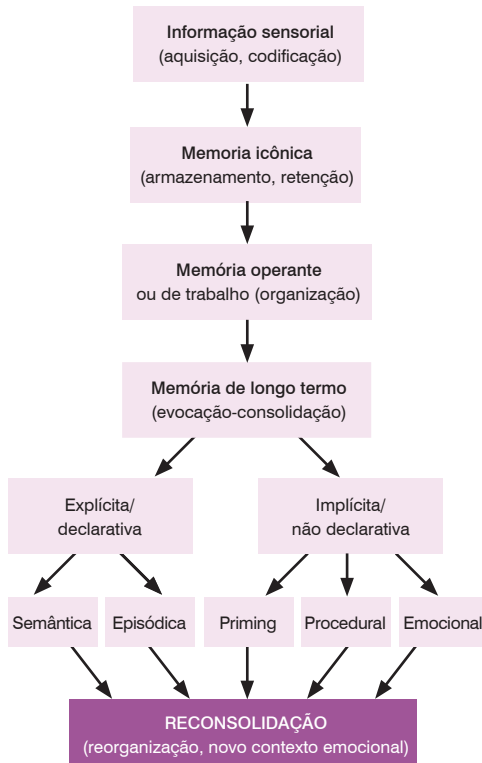 Informação sensorial
(aquisição, codificação)
Memoria icônica
(armazenamento, retenção)
Memória operante
ou de trabalho (organização)
Memória de longo termo
(evocação-consolidação)
Explícita/
declarativa
Implícita/
não declarativa
Semântica
Episódica
Priming
Procedural
Emocional
RECONSOLIDAÇÃO
(reorganização, novo contexto emocional)